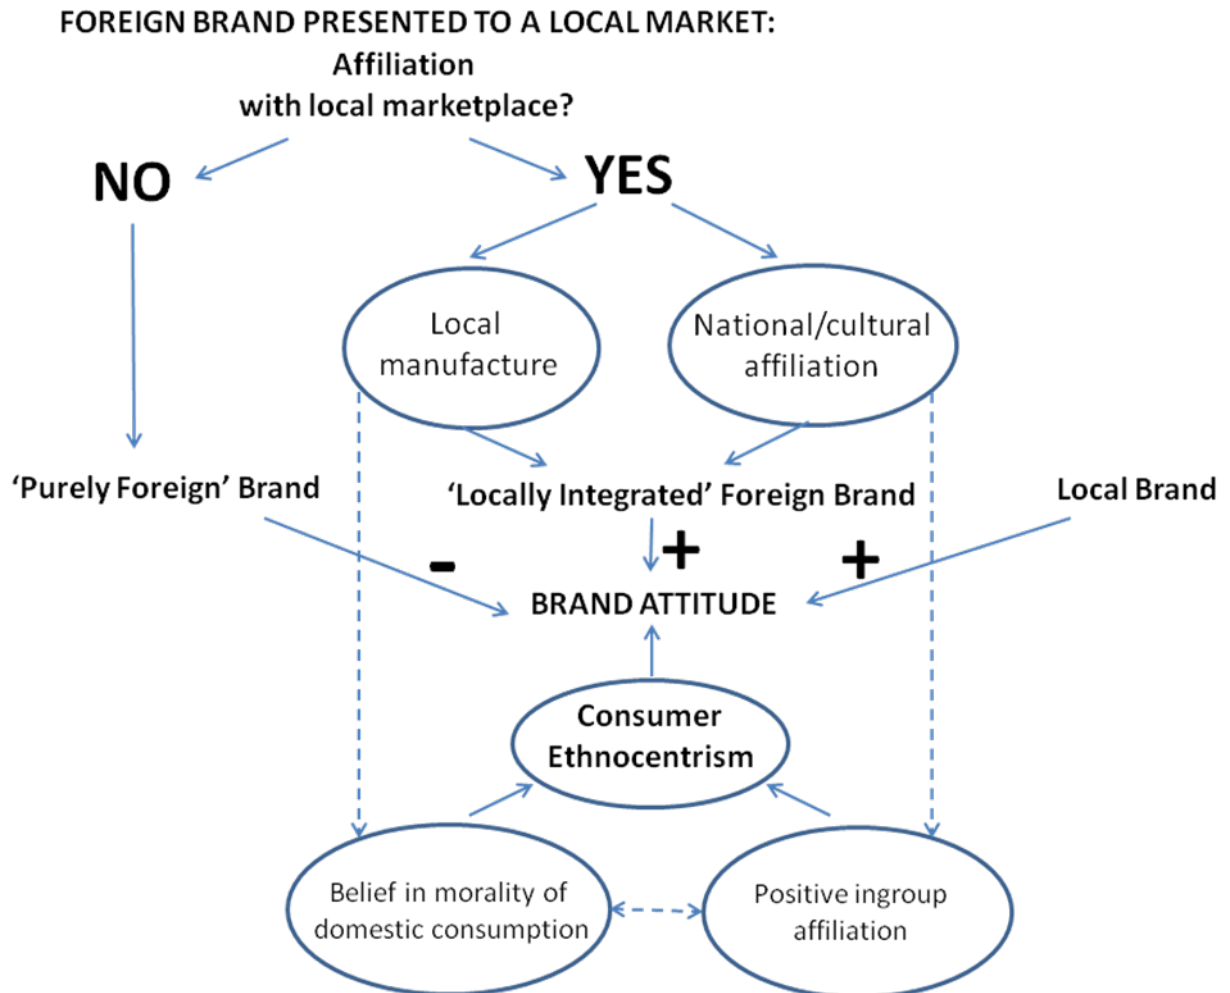 FOREIGN BRAND PRESENTED TO A LOCAL MARKET:
Affiliation
with local marketplace?
NO
YES
Local
manufacture
National/cultural
affiliation
‘Purely Foreign’ Brand
‘Locally Integrated’ Foreign Brand
Local Brand
-
+
+
BRAND ATTITUDE
Consumer
Ethnocentrism
Belief in morality of
domestic consumption
Positive ingroup
affiliation